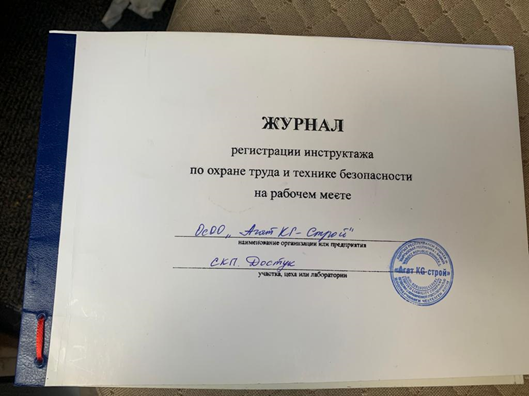 ЖУРНАЛ
регистрации инструктажа
по охране труда и технике безопасности
на рабочем месте
ОсОО „Агат КГ-Строй"
наименование организации или предприятия
СКП. Достук
участка, цеха или лаборатории
«Агат KG-строй»